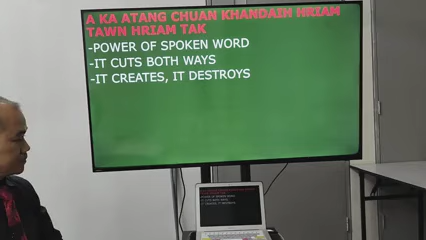 A KA ATANG CHUAN KHANDAIH HRIAM
TAWN HRIAM TAK
-POWER OF SPOKEN WORD
-IT CUTS BOTH WAYS
-IT CREATES, IT DESTROYS